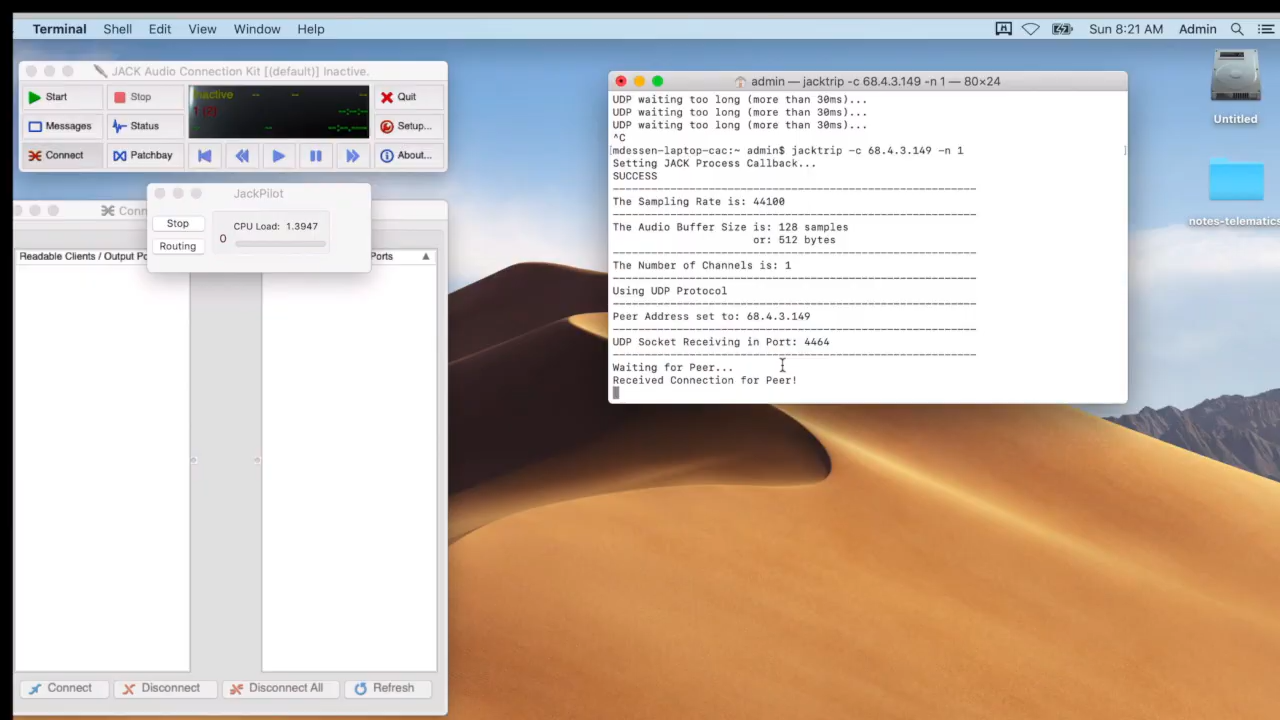 Terminal Shell Edit View Window Help Sun 8:21 AM Admin
JACK Audio Connection Kit [(default)] Inactive.
Start Stop Inactive -- -- -- Quit
Messages Status -- -- --:--:-- Setup...
Connect Patchbay About...
JackPilot
Stop CPU Load: 1.3947
Routing 0
Conn
Readable Clients / Output Po Ports
Connect Disconnect Disconnect All Refresh
admin — jacktrip -c 68.4.3.149 -n 1 — 80×24
UDP waiting too long (more than 30ms)...
UDP waiting too long (more than 30ms)...
UDP waiting too long (more than 30ms)...
^C
[mdessen-laptop-cac:~ admin$ jacktrip -c 68.4.3.149 -n 1 ]
Setting JACK Process Callback...
SUCCESS
---------------------------------------------------------
The Sampling Rate is: 44100
---------------------------------------------------------
The Audio Buffer Size is: 128 samples
or: 512 bytes
---------------------------------------------------------
The Number of Channels is: 1
---------------------------------------------------------
Using UDP Protocol
---------------------------------------------------------
Peer Address set to: 68.4.3.149
---------------------------------------------------------
UDP Socket Receiving in Port: 4464
---------------------------------------------------------
Waiting for Peer...
Received Connection for Peer!
Untitled
notes-telematics